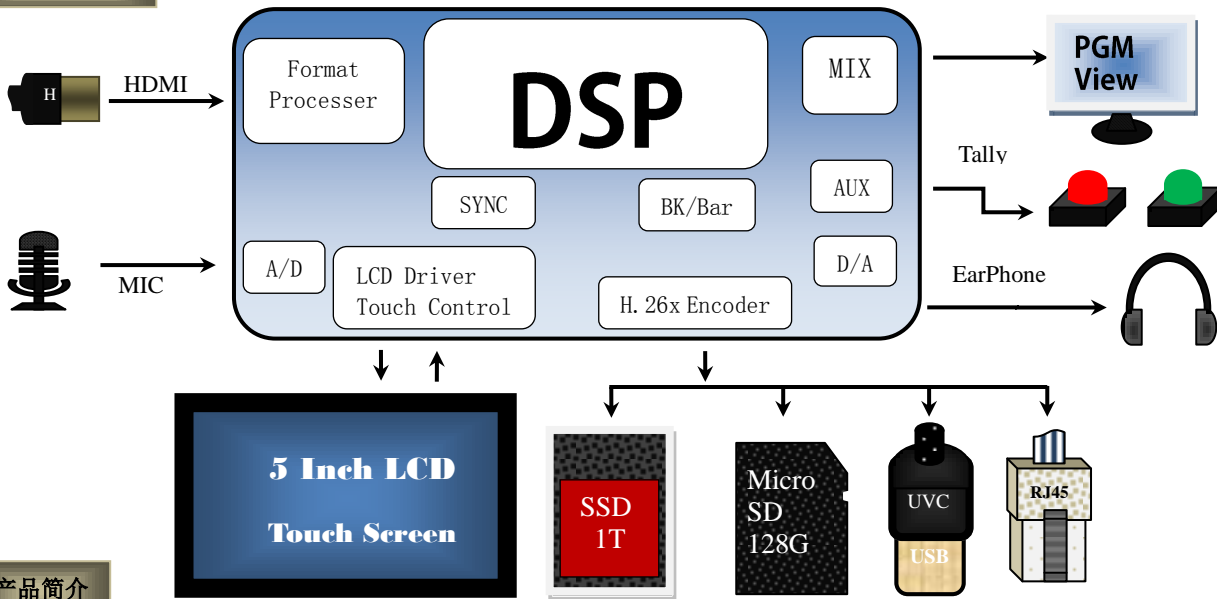 Format
Processer
DSP
MIX
PGM
View
H
HDMI
Tally
SYNC
BK/Bar
AUX
A/D
LCD Driver
Touch Control
D/A
MIC
H.26x Encoder
EarPhone
5 Inch LCD
Touch Screen
SSD
1T
Micro
SD
128G
UVC
USB
RJ45
产品简介